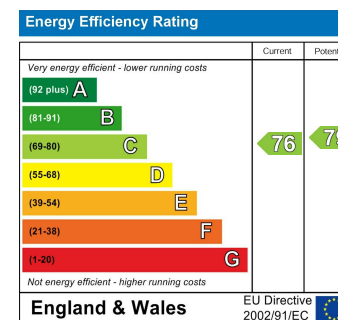 Energy Efficiency Rating
Current
Very energy efficient - lower running costs
(92 plus) A
(81-91) B
(69-80) C
76
(55-68) D
(39-54) E
(21-38) F
(1-20) G
Not energy efficient - higher running costs
England & Wales
EU Directive
2002/91/EC